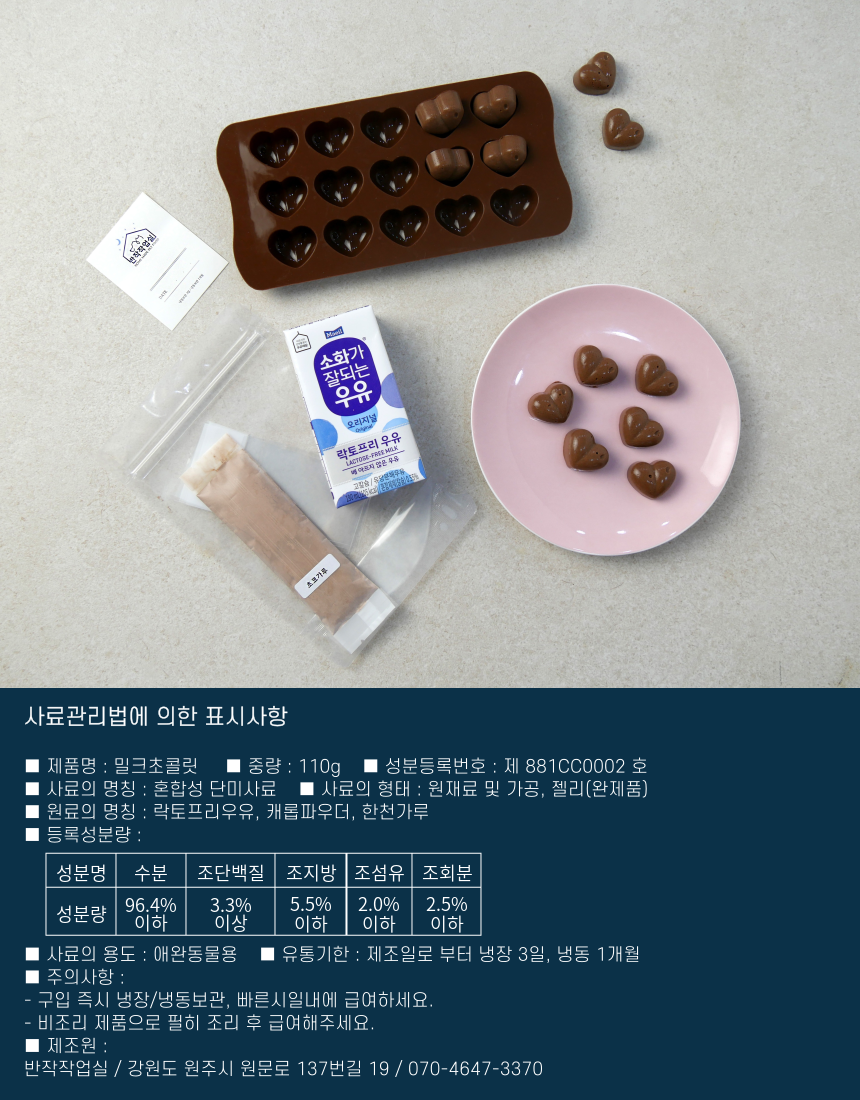 반작작업실
Maeil
소화가
잘되는
우유
오리지널
Original
락토프리 우유
LACTOSE-FREE MILK
배 아프지 않은 우유
초코가루
사료관리법에 의한 표시사항
■ 제품명 : 밀크초콜릿 ■ 중량 : 110g ■ 성분등록번호 : 제 881CC0002 호
■ 사료의 명칭 : 혼합성 단미사료 ■ 사료의 형태 : 원재료 및 가공, 젤리(완제품)
■ 원료의 명칭 : 락토프리우유, 캐롭파우더, 한천가루
■ 등록성분량 :
성분명 수분 조단백질 조지방 조섬유 조회분
성분량 96.4% 이하 3.3% 이상 5.5% 이하 2.0% 이하 2.5% 이하
■ 사료의 용도 : 애완동물용 ■ 유통기한 : 제조일로 부터 냉장 3일, 냉동 1개월
■ 주의사항 :
- 구입 즉시 냉장/냉동보관, 빠른시일내에 급여하세요.
- 비조리 제품으로 필히 조리 후 급여해주세요.
■ 제조원 :
반작작업실 / 강원도 원주시 원문로 137번길 19 / 070-4647-3370